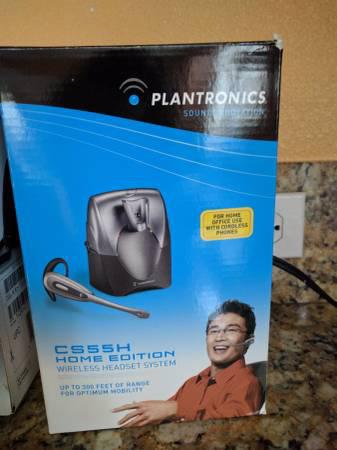 PLANTRONICS
SOUND INNOVATION
FOR HOME
OFFICE USE
WITH CORDLESS
PHONES
CS55H
HOME EDITION
WIRELESS HEADSET SYSTEM
UP TO 300 FEET OF RANGE
FOR OPTIMUM MOBILITY